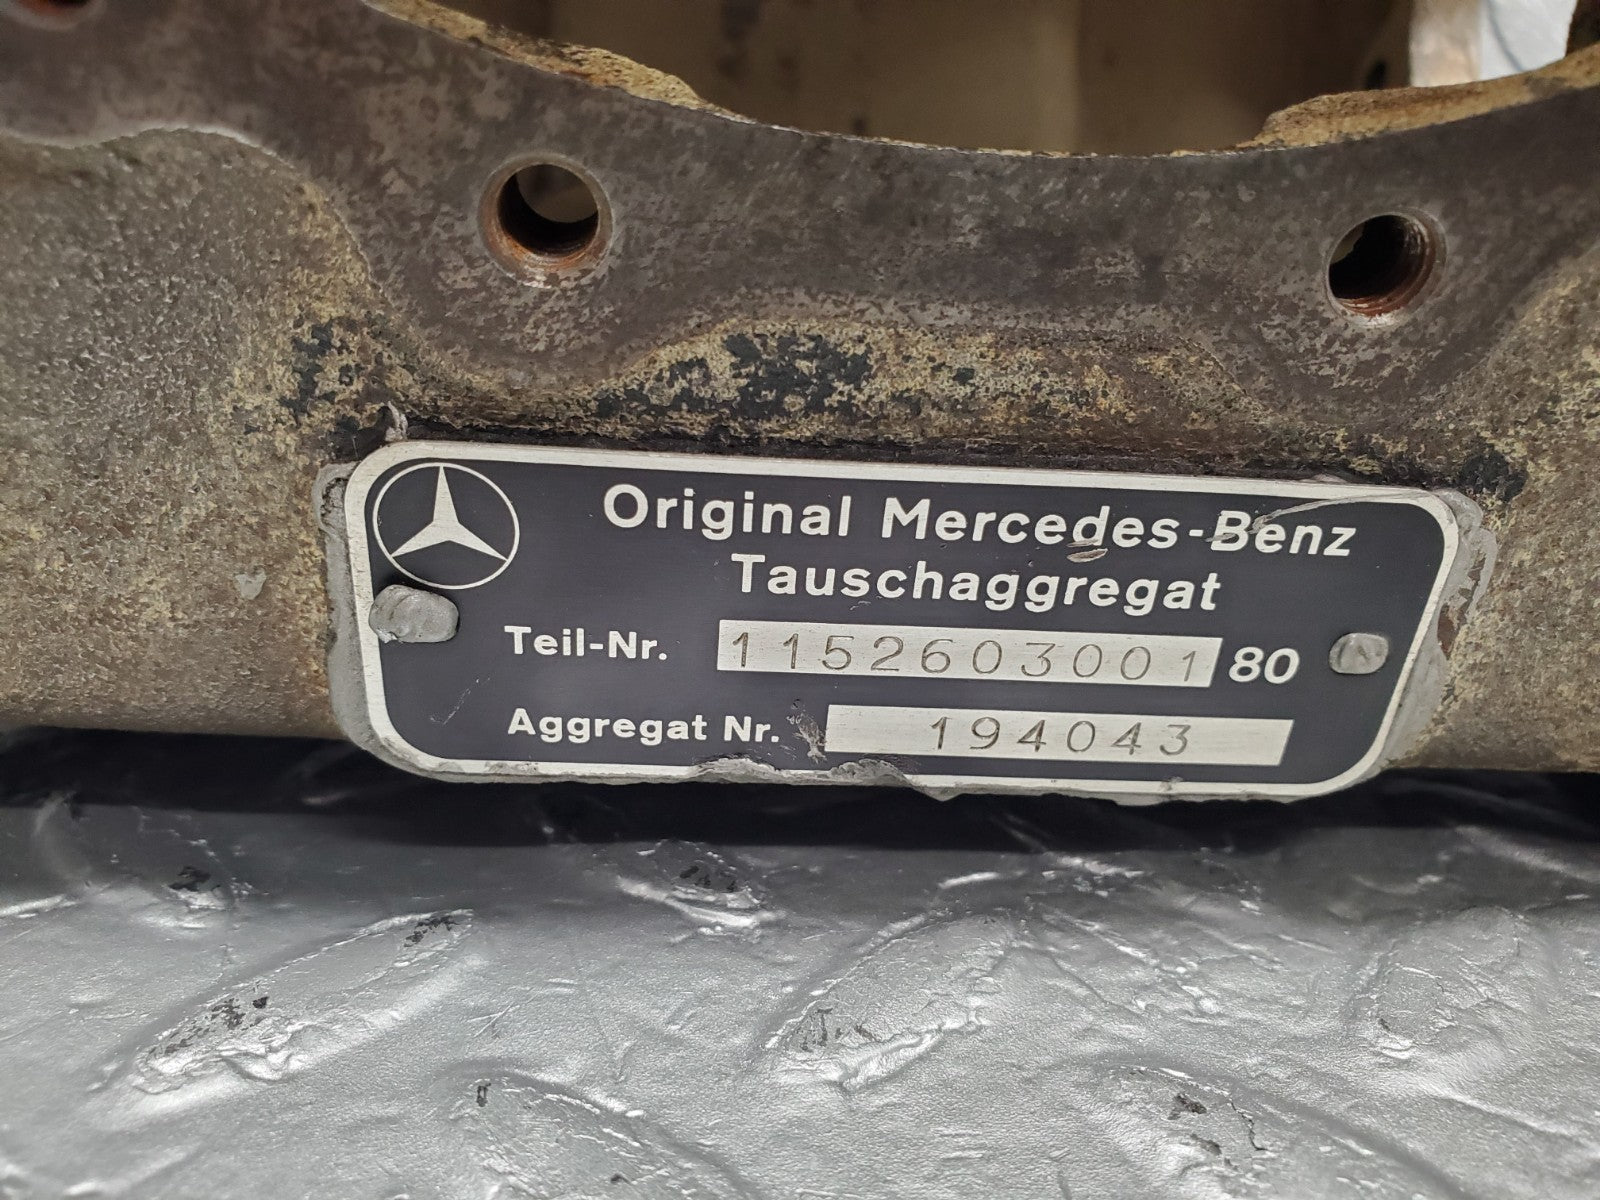 Original Mercedes-Benz
Tauschaggregat
Teil-Nr. 1152603001 80
Aggregat Nr. 194043